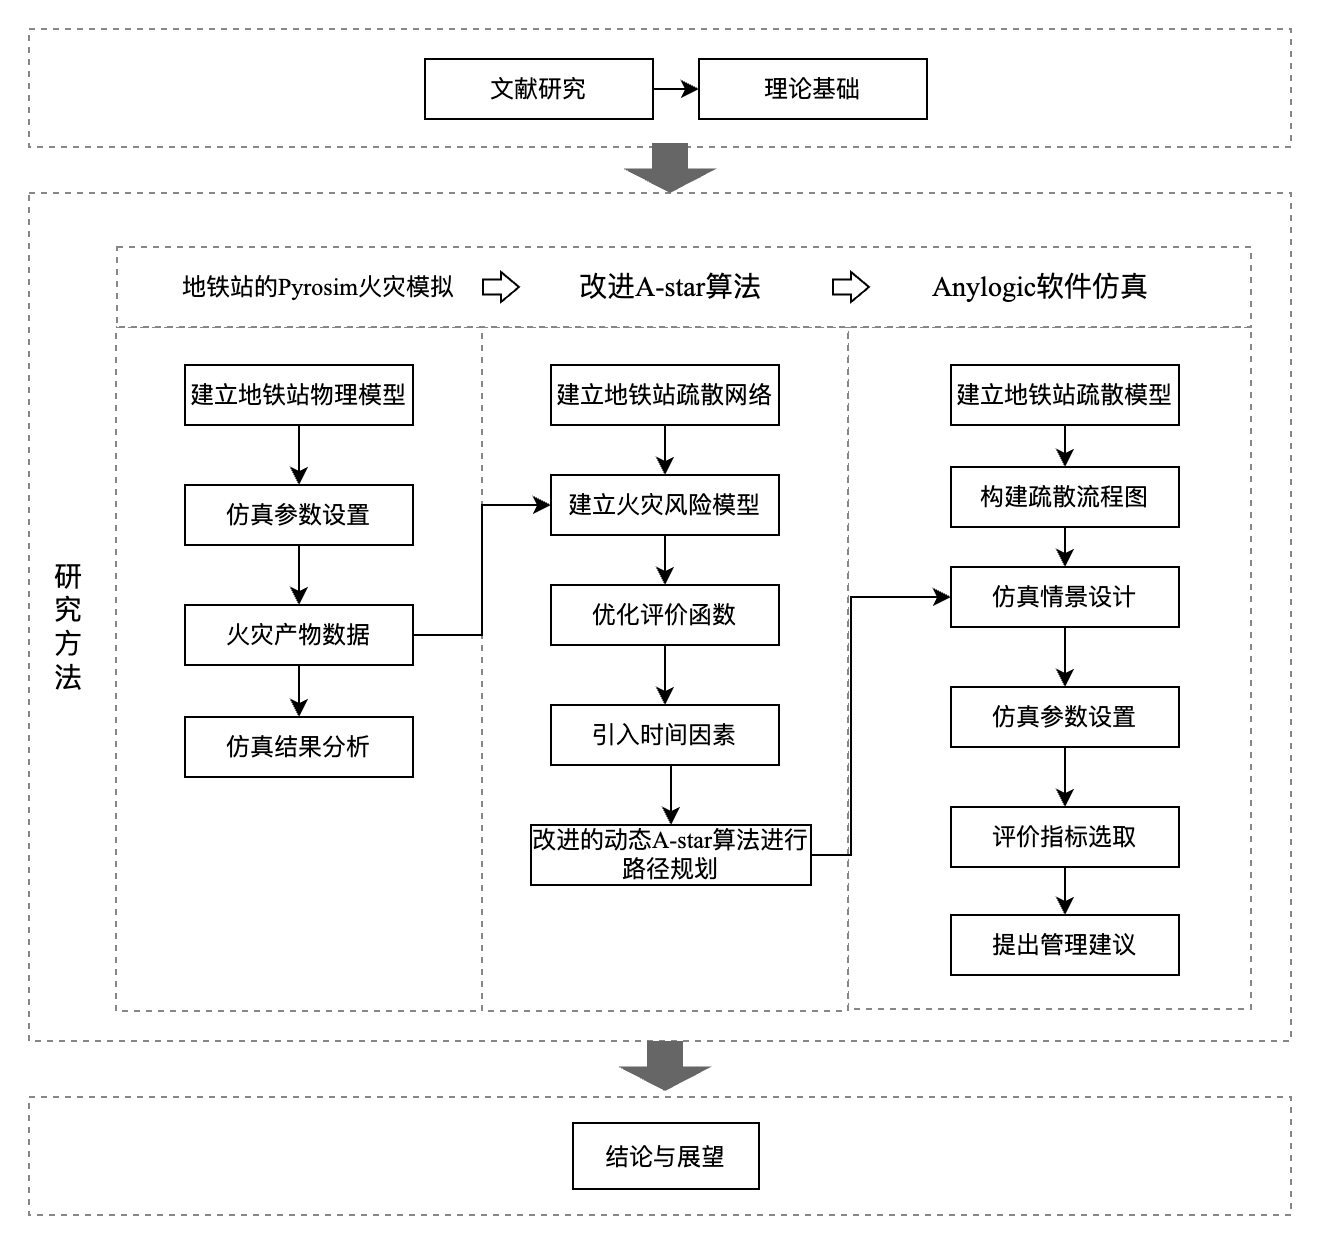 文献研究
理论基础
研究方法
地铁站的Pyrosim火灾模拟
改进A-star算法
Anylogic软件仿真
建立地铁站物理模型
仿真参数设置
火灾产物数据
仿真结果分析
建立地铁站疏散网络
建立火灾风险模型
优化评价函数
引入时间因素
改进的动态A-star算法进行
路径规划
建立地铁站疏散模型
构建疏散流程图
仿真情景设计
仿真参数设置
评价指标选取
提出管理建议
结论与展望